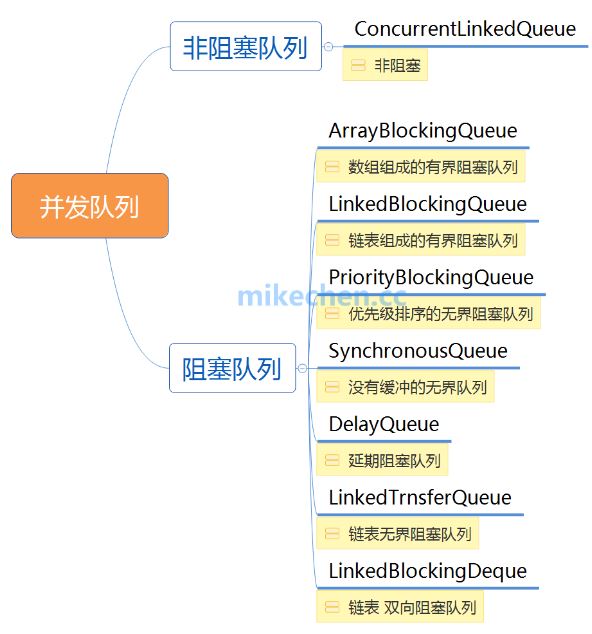 非阻塞队列
ConcurrentLinkedQueue
非阻塞
并发队列
阻塞队列
ArrayBlockingQueue
数组组成的有界阻塞队列
LinkedBlockingQueue
链表组成的有界阻塞队列
mikechen.cc
PriorityBlockingQueue
优先级排序的无界阻塞队列
SynchronousQueue
没有缓冲的无界队列
DelayQueue
延期阻塞队列
LinkedTrnsferQueue
链表无界阻塞队列
LinkedBlockingDeque
链表 双向阻塞队列